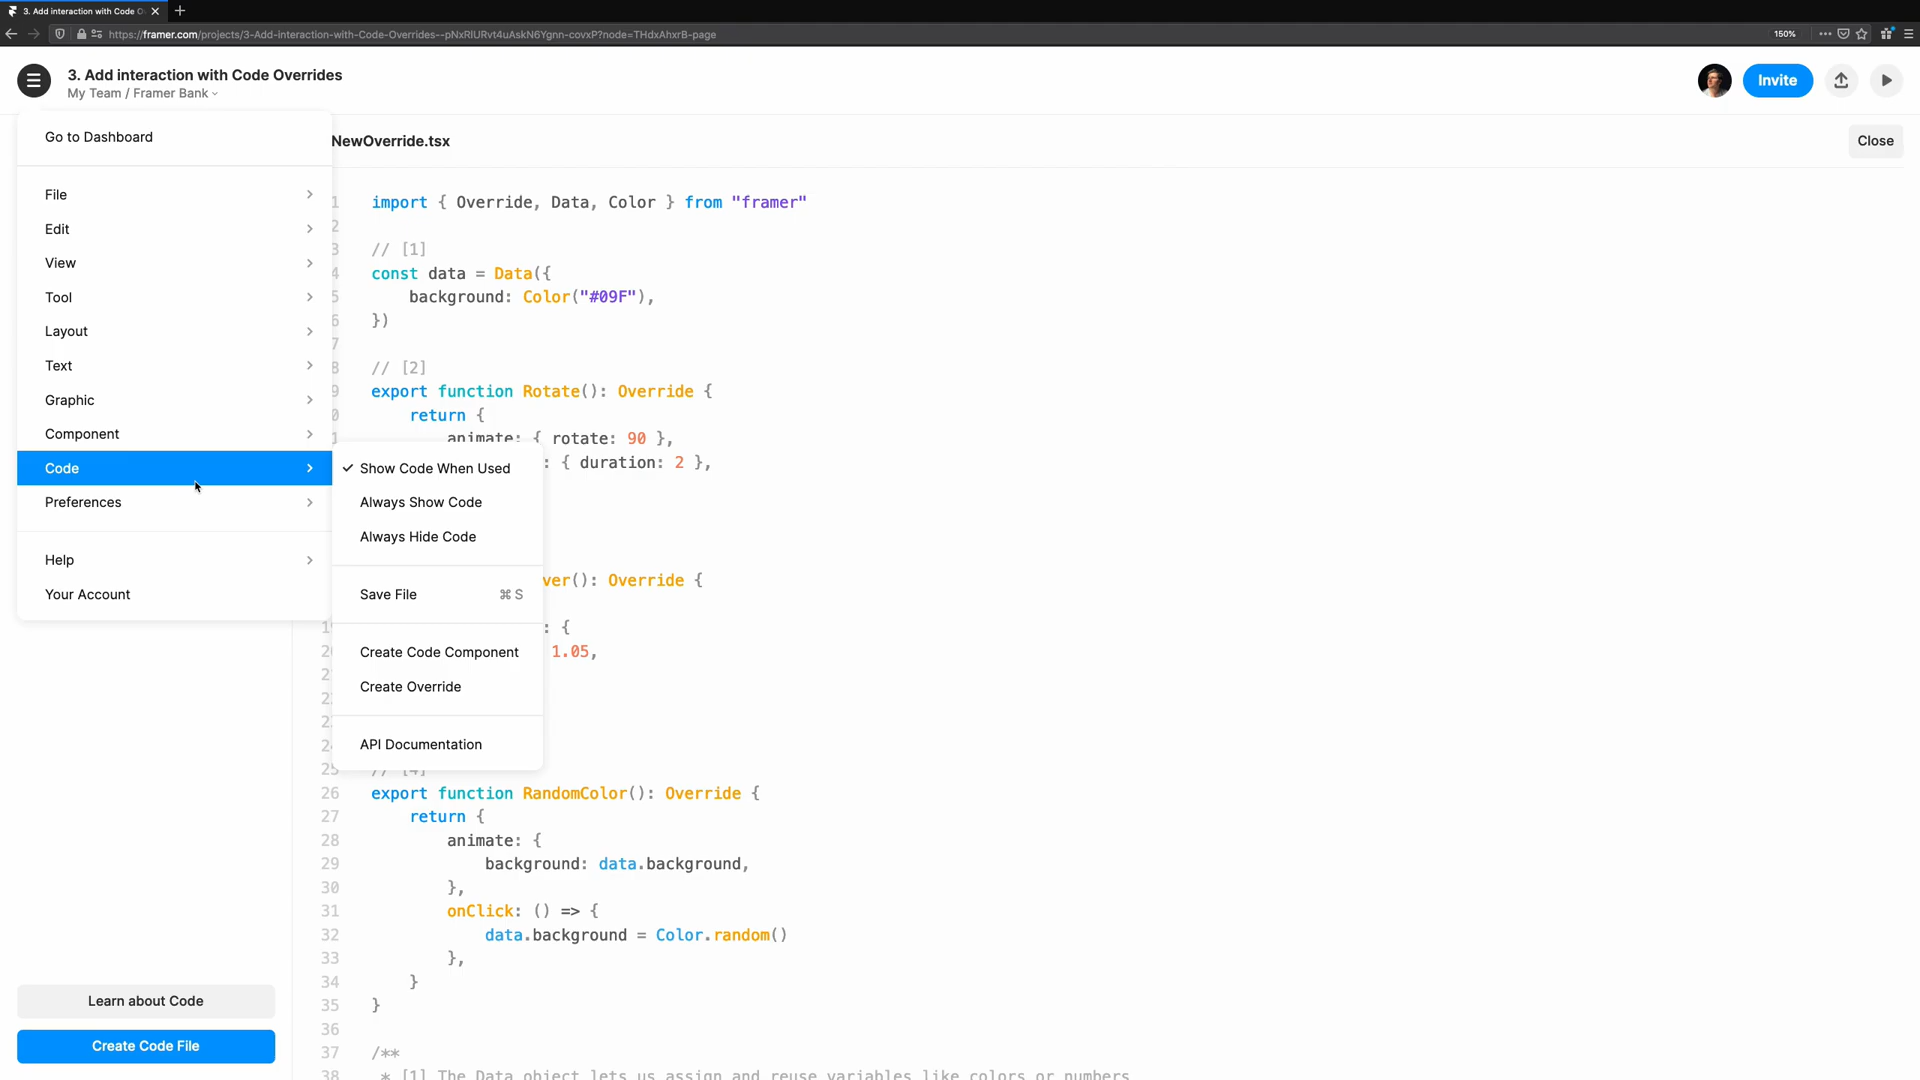 3. Add interaction with Code O
https://framer.com/projects/3-Add-interaction-with-Code-Overrides--pNxRIURvt4uAskN6Ygnn-covxP?node=THdxAhxrB-page
150%
3. Add interaction with Code Overrides
My Team / Framer Bank
Invite
Go to Dashboard
File
Edit
View
Tool
Layout
Text
Graphic
Component
Code
Preferences
Help
Your Account
Show Code When Used
Always Show Code
Always Hide Code
Save File ⌘ S
Create Code Component
Create Override
API Documentation
Learn about Code
Create Code File
NewOverride.tsx
Close
1 import { Override, Data, Color } from "framer"
2
3 // [1]
4 const data = Data({
5 background: Color("#09F"),
6 })
7
8 // [2]
9 export function Rotate(): Override {
0 return {
1 animate: { rotate: 90 },
: { duration: 2 },
ver(): Override {
19 : {
20 1.05,
21
22
23
24
25 // [4]
26 export function RandomColor(): Override {
27 return {
28 animate: {
29 background: data.background,
30 },
31 onClick: () => {
32 data.background = Color.random()
33 },
34 }
35 }
36
37 /**
38 * [1] The Data object lets us assign and reuse variables like colors or numbers